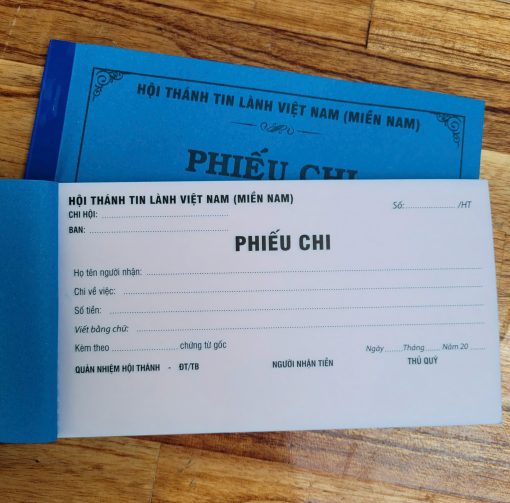 HỘI THÁNH TIN LÀNH VIỆT NAM (MIỀN NAM)
PHIẾU CHI
HỘI THÁNH TIN LÀNH VIỆT NAM (MIỀN NAM)
CHI HỘI: ........................
BAN: ........................
Số: ............... /HT
PHIẾU CHI
Họ tên người nhận: ........................
Chi về việc: ........................
Số tiền: ........................
Viết bằng chữ: ........................
Kèm theo ............... chứng từ gốc
Ngày ....... Tháng ....... Năm 20 .......
QUẢN NHIỆM HỘI THÁNH - ĐT/TB NGƯỜI NHẬN TIỀN THỦ QUỸ